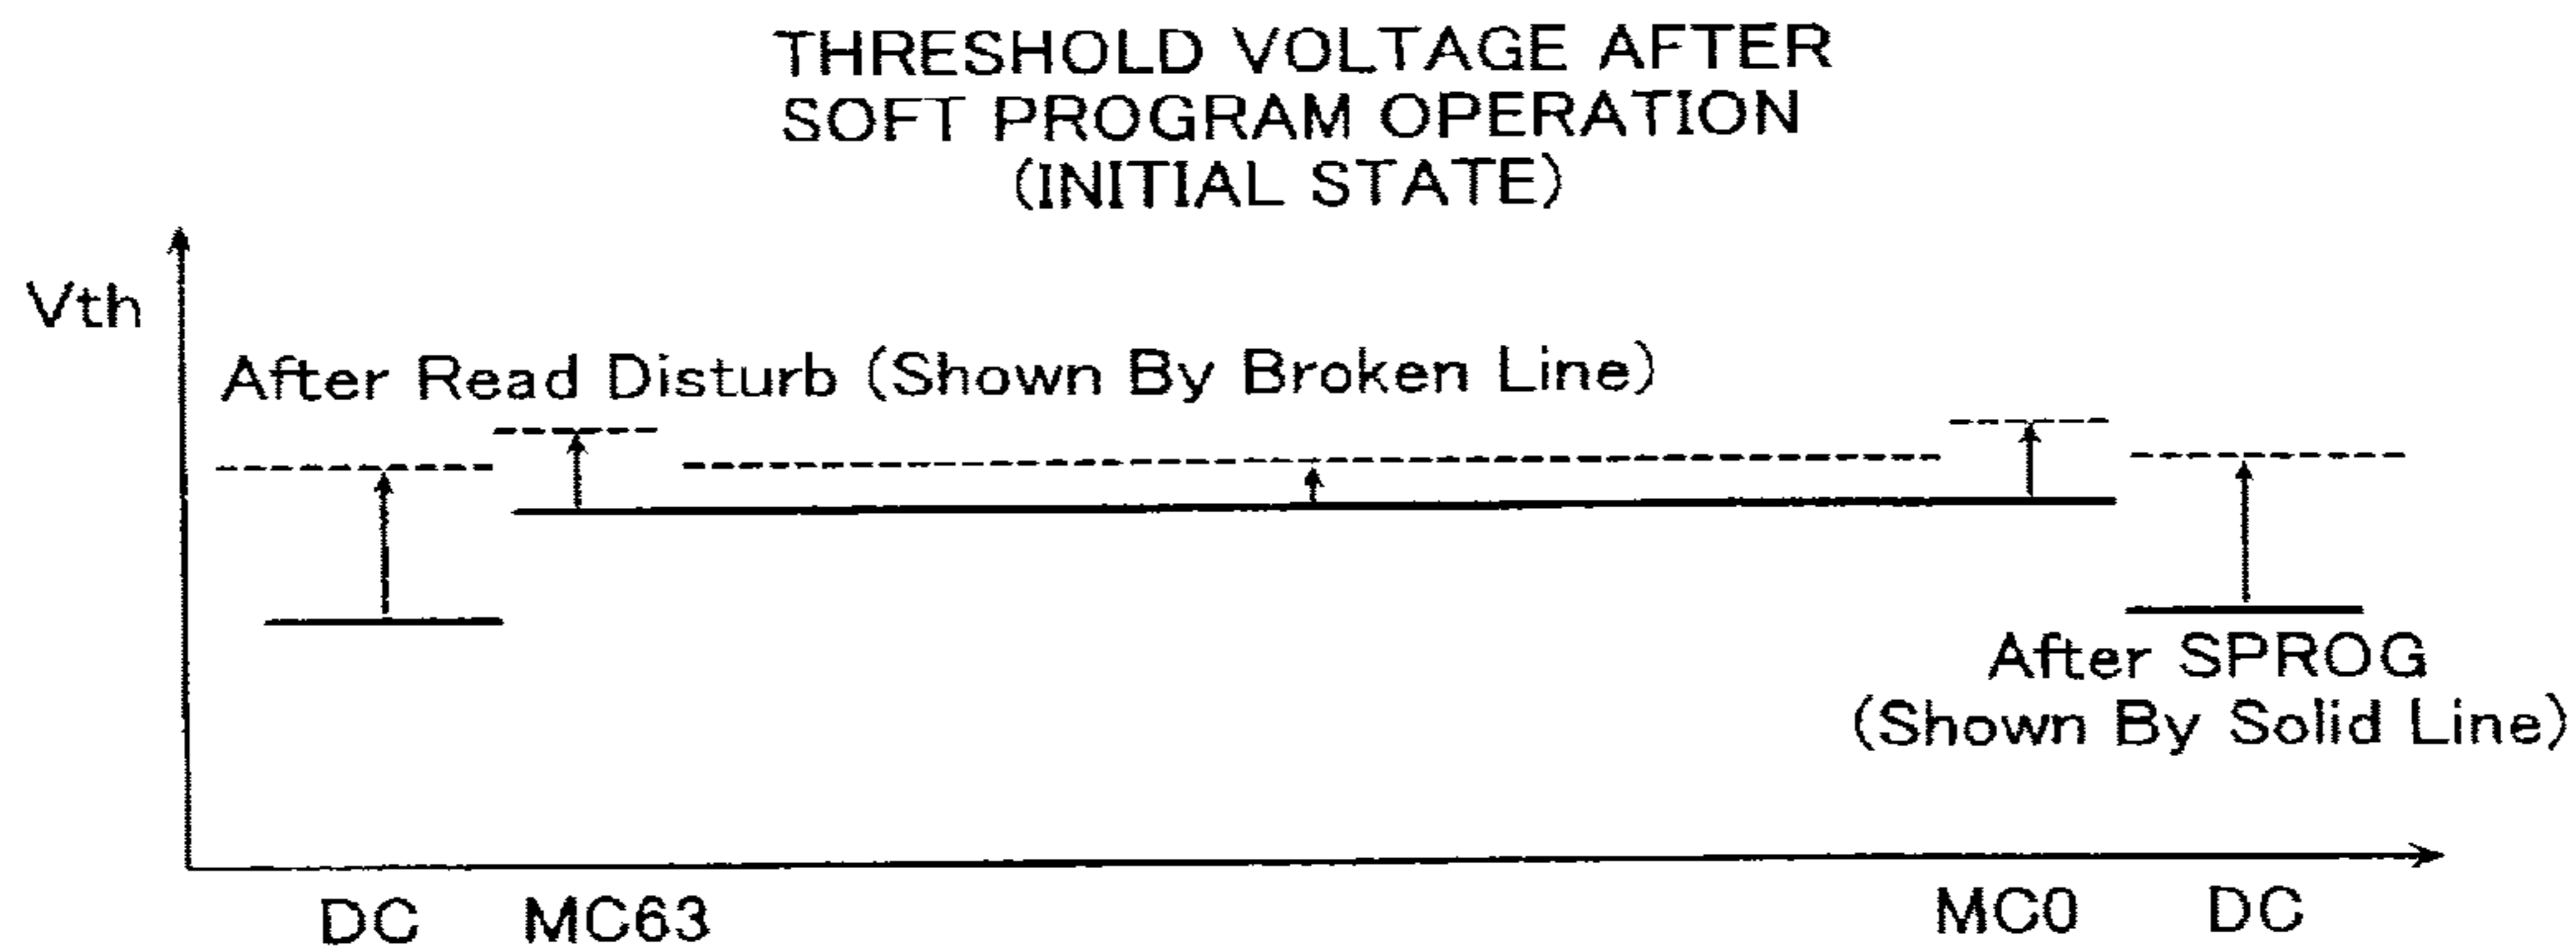 THRESHOLD VOLTAGE AFTER
SOFT PROGRAM OPERATION
(INITIAL STATE)
Vth
After Read Disturb (Shown By Broken Line)
After SPROG
(Shown By Solid Line)
DC MC63 MC0 DC